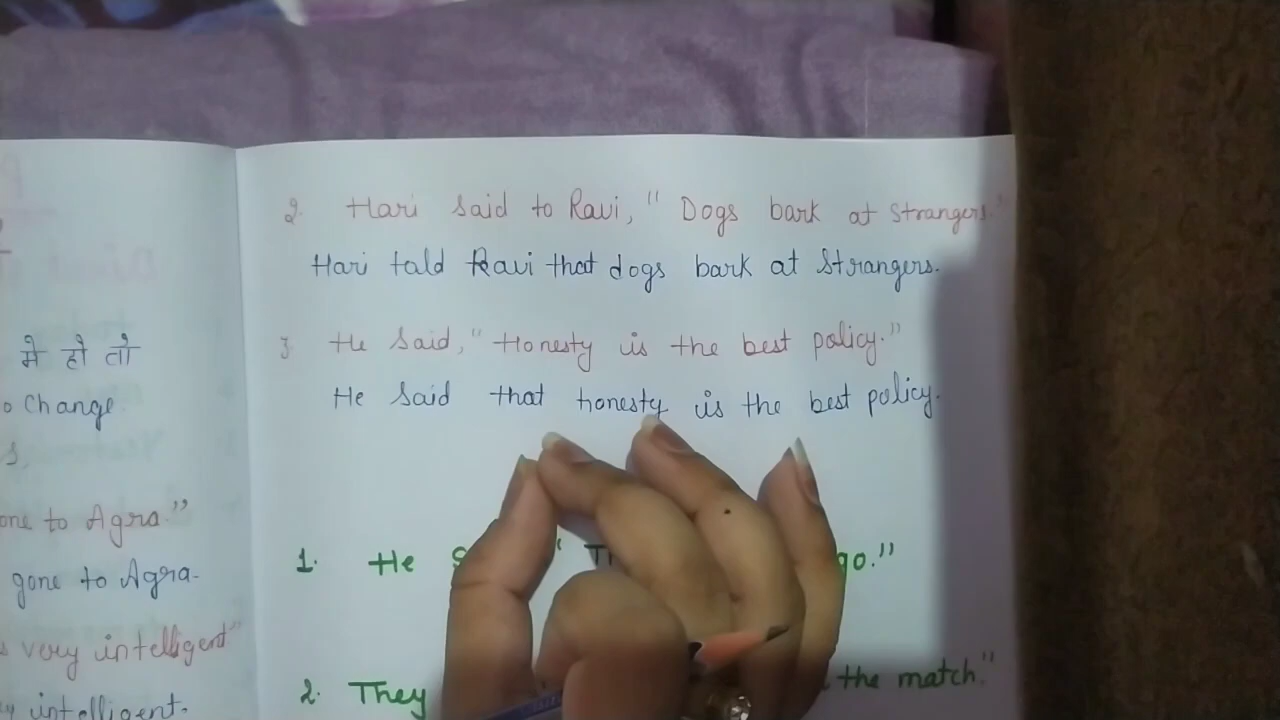 में हो तो
o change
s.
one to Agra."
gone to Agra.
s very intelligent"
y intelligent.
2. Hari said to Ravi, "Dogs bark at strangers."
Hari told Ravi that dogs bark at strangers.
3 He said, "Honesty is the best policy."
He said that honesty is the best policy.
1. He go."
2. They the match."